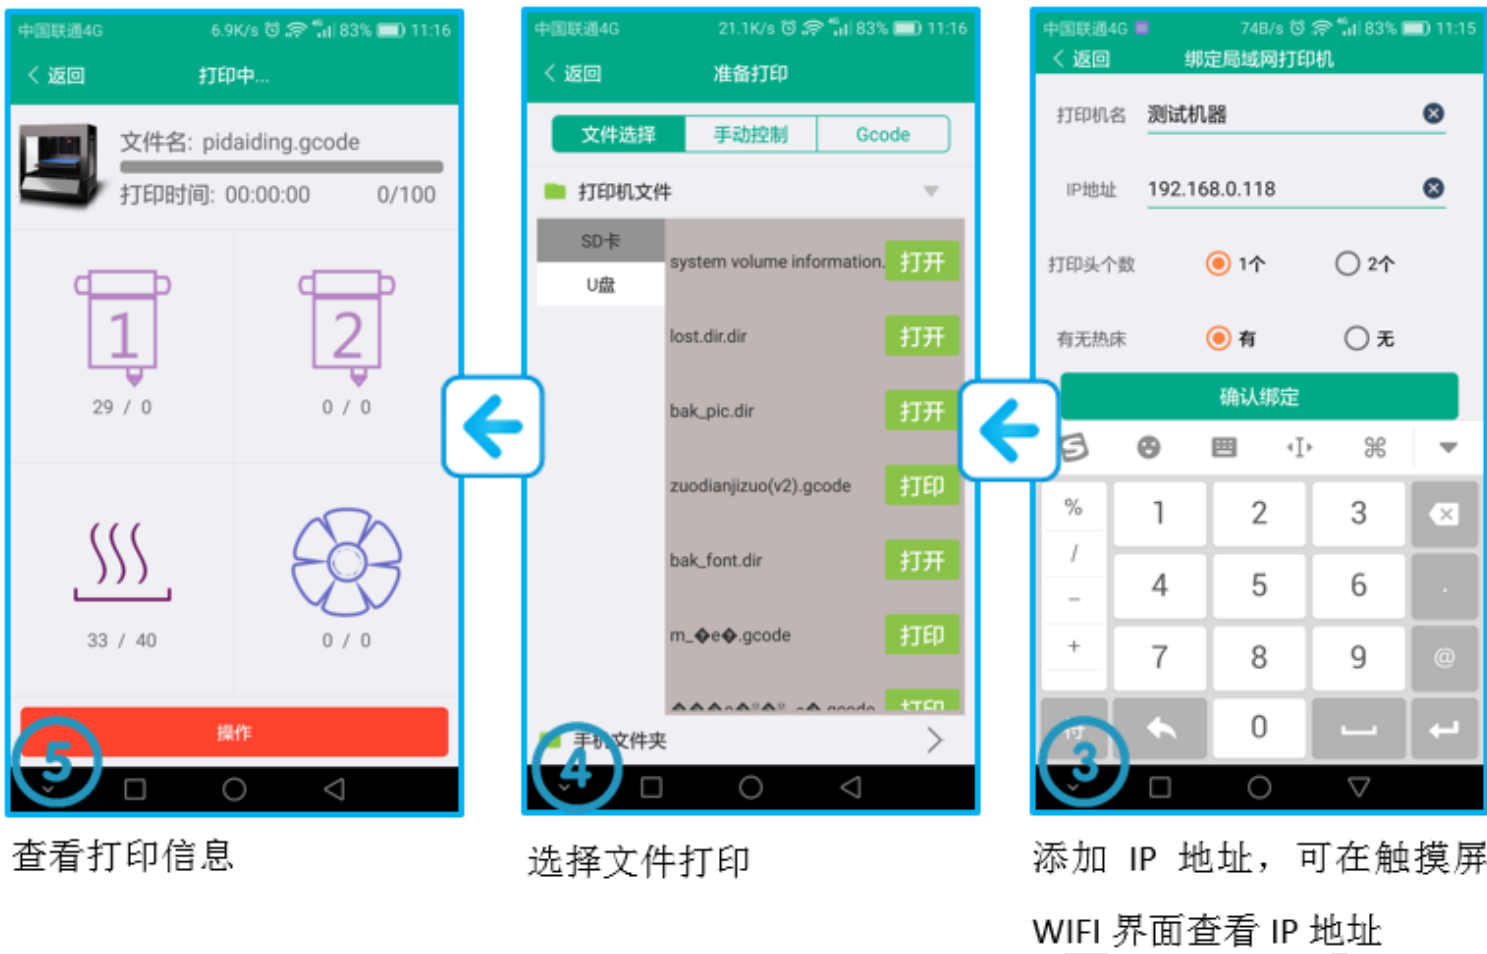 中国联通4G 6.9K/s 4G 83% 11:16
返回 打印中...
文件名: pidaiding.gcode
打印时间: 00:00:00 0/100
1
29 / 0
2
0 / 0
33 / 40
0 / 0
操作
5
查看打印信息
中国联通4G 21.1K/s 4G 83% 11:16
返回 准备打印
文件选择 手动控制 Gcode
打印机文件
SD卡
U盘
system volume information. 打开
lost.dir.dir 打开
bak_pic.dir 打开
zuodianjizuo(v2).gcode 打印
bak_font.dir 打开
m_�e�.gcode 打印
打印
手机文件夹
4
选择文件打印
中国联通4G 74B/s 4G 83% 11:15
返回 绑定局域网打印机
打印机名 测试机器
IP地址 192.168.0.118
打印头个数 1个 2个
有无热床 有 无
确认绑定
% 1 2 3
/
4 5 6 .
–
+ 7 8 9 @
符 0
3
添加 IP 地址，可在触摸屏
WIFI 界面查看 IP 地址